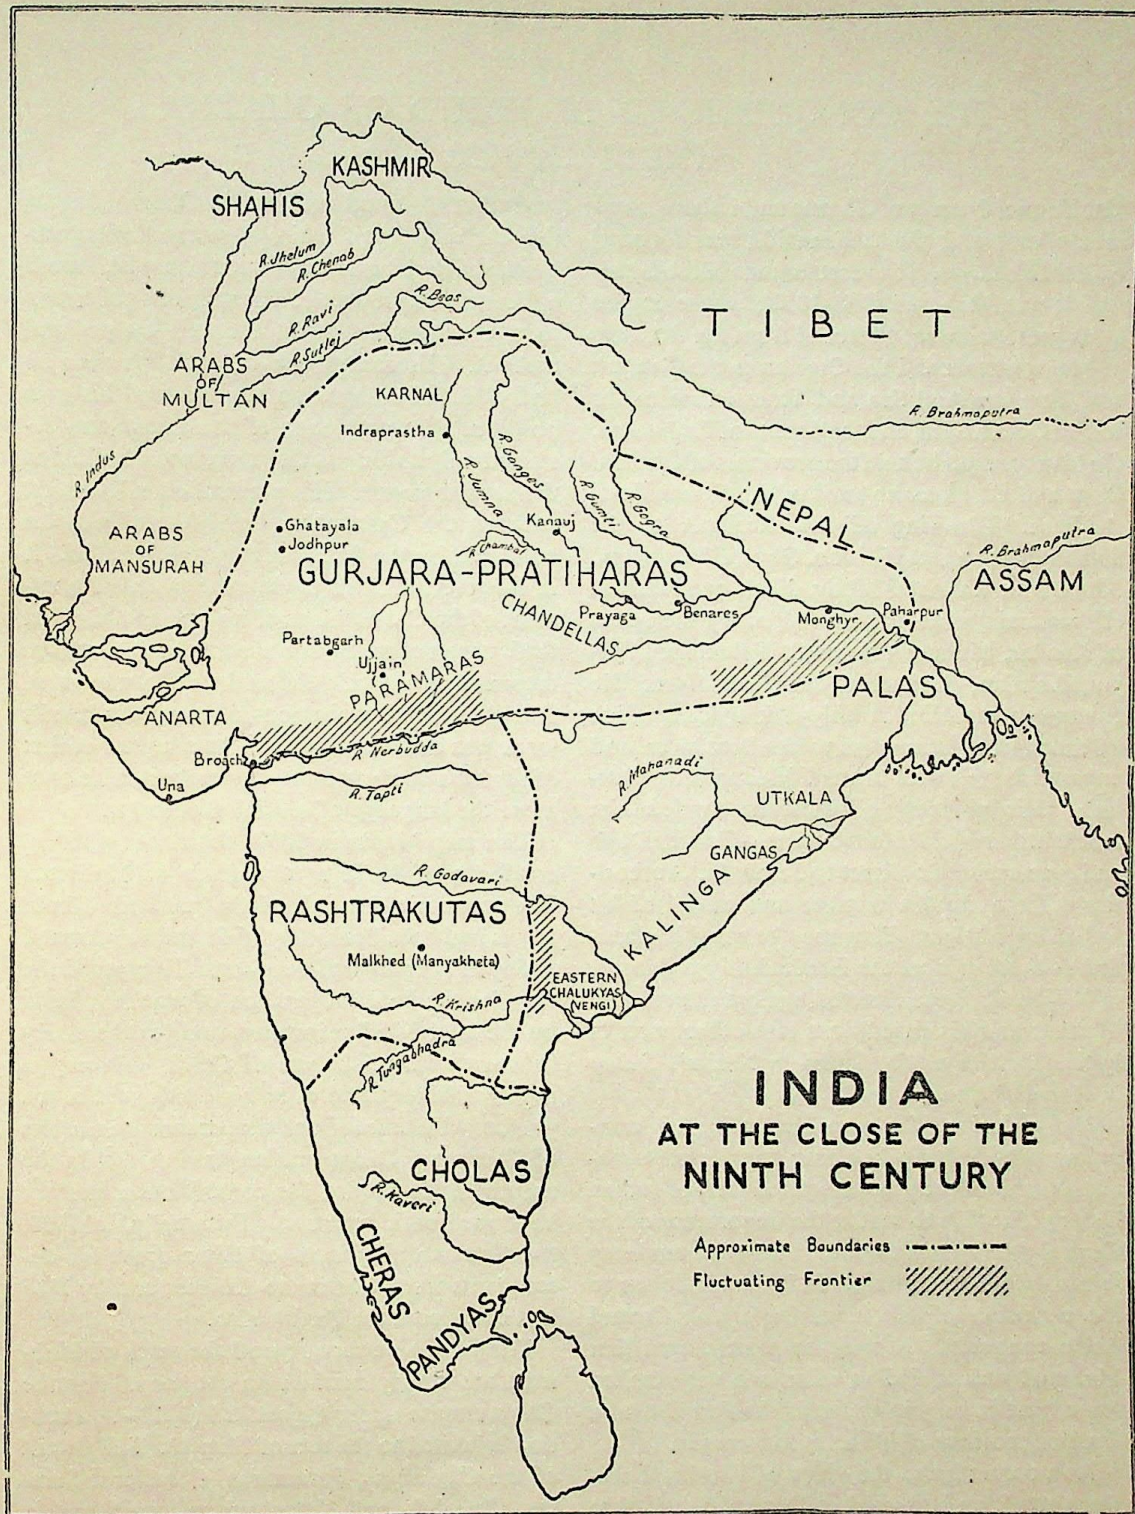 KASHMIR
SHAHIS
R. Jhelum
R. Chenab
R. Ravi
R. Beas
R. Sutlej
TIBET
ARABS
OF
MULTAN
KARNAL
Indraprastha
R. Brahmaputra
R. Indus
R. Ganges
R. Jumna
R. Gumti
R. Gogra
NEPAL
Ghatayala
Jodhpur
Kanauj
ARABS
OF
MANSURAH
R. Chambal
R. Brahmaputra
ASSAM
GURJARA-PRATIHARAS
CHANDELLAS
Prayaga
Benares
Monghyr
Paharpur
Partabgarh
Ujjain
PARAMARAS
PALAS
ANARTA
Broach
R. Nerbudda
Una
R. Tapti
R. Mahanadi
UTKALA
GANGAS
KALINGA
R. Godavari
RASHTRAKUTAS
Malkhed (Manyakheta)
EASTERN
CHALUKYAS
(VENGI)
R. Krishna
R. Tungabhadra
INDIA
AT THE CLOSE OF THE
NINTH CENTURY
CHOLAS
R. Kaveri
CHERAS
PANDYAS
Approximate Boundaries
Fluctuating Frontier